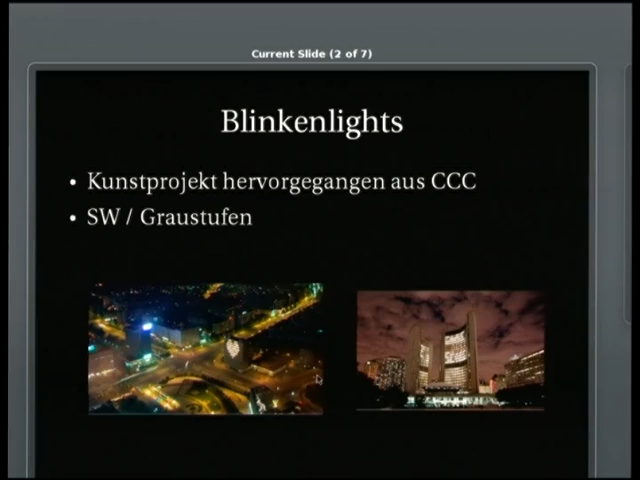 Current Slide (2 of 7)
Blinkenlights
• Kunstprojekt hervorgegangen aus CCC
• SW / Graustufen